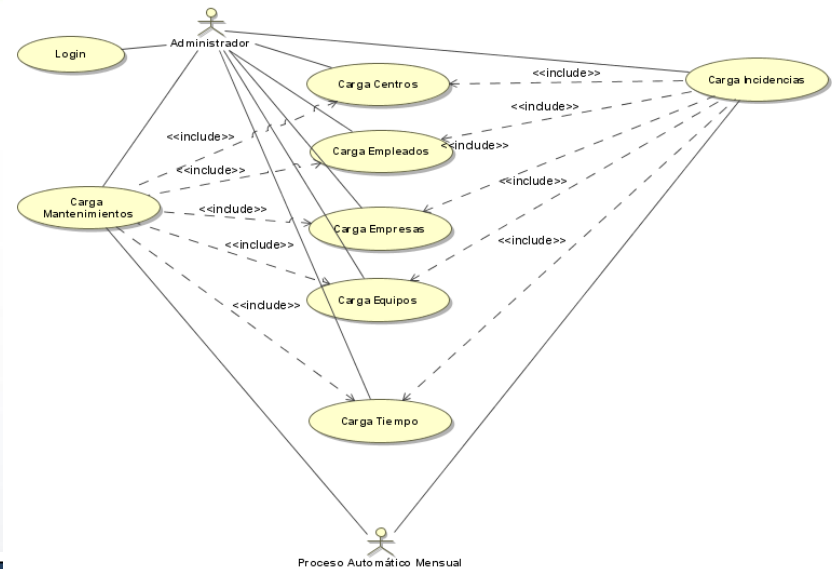 Administrador
Login
Carga Centros
<<include>>
Carga Incidencias
<<include>>
<<include>>
Carga Empleados
<<include>>
<<include>>
<<include>>
Carga
Mantenimientos
<<include>>
Carga Empresas
<<include>>
<<include>>
Carga Equipos
<<include>>
Carga Tiempo
Proceso Automático Mensual